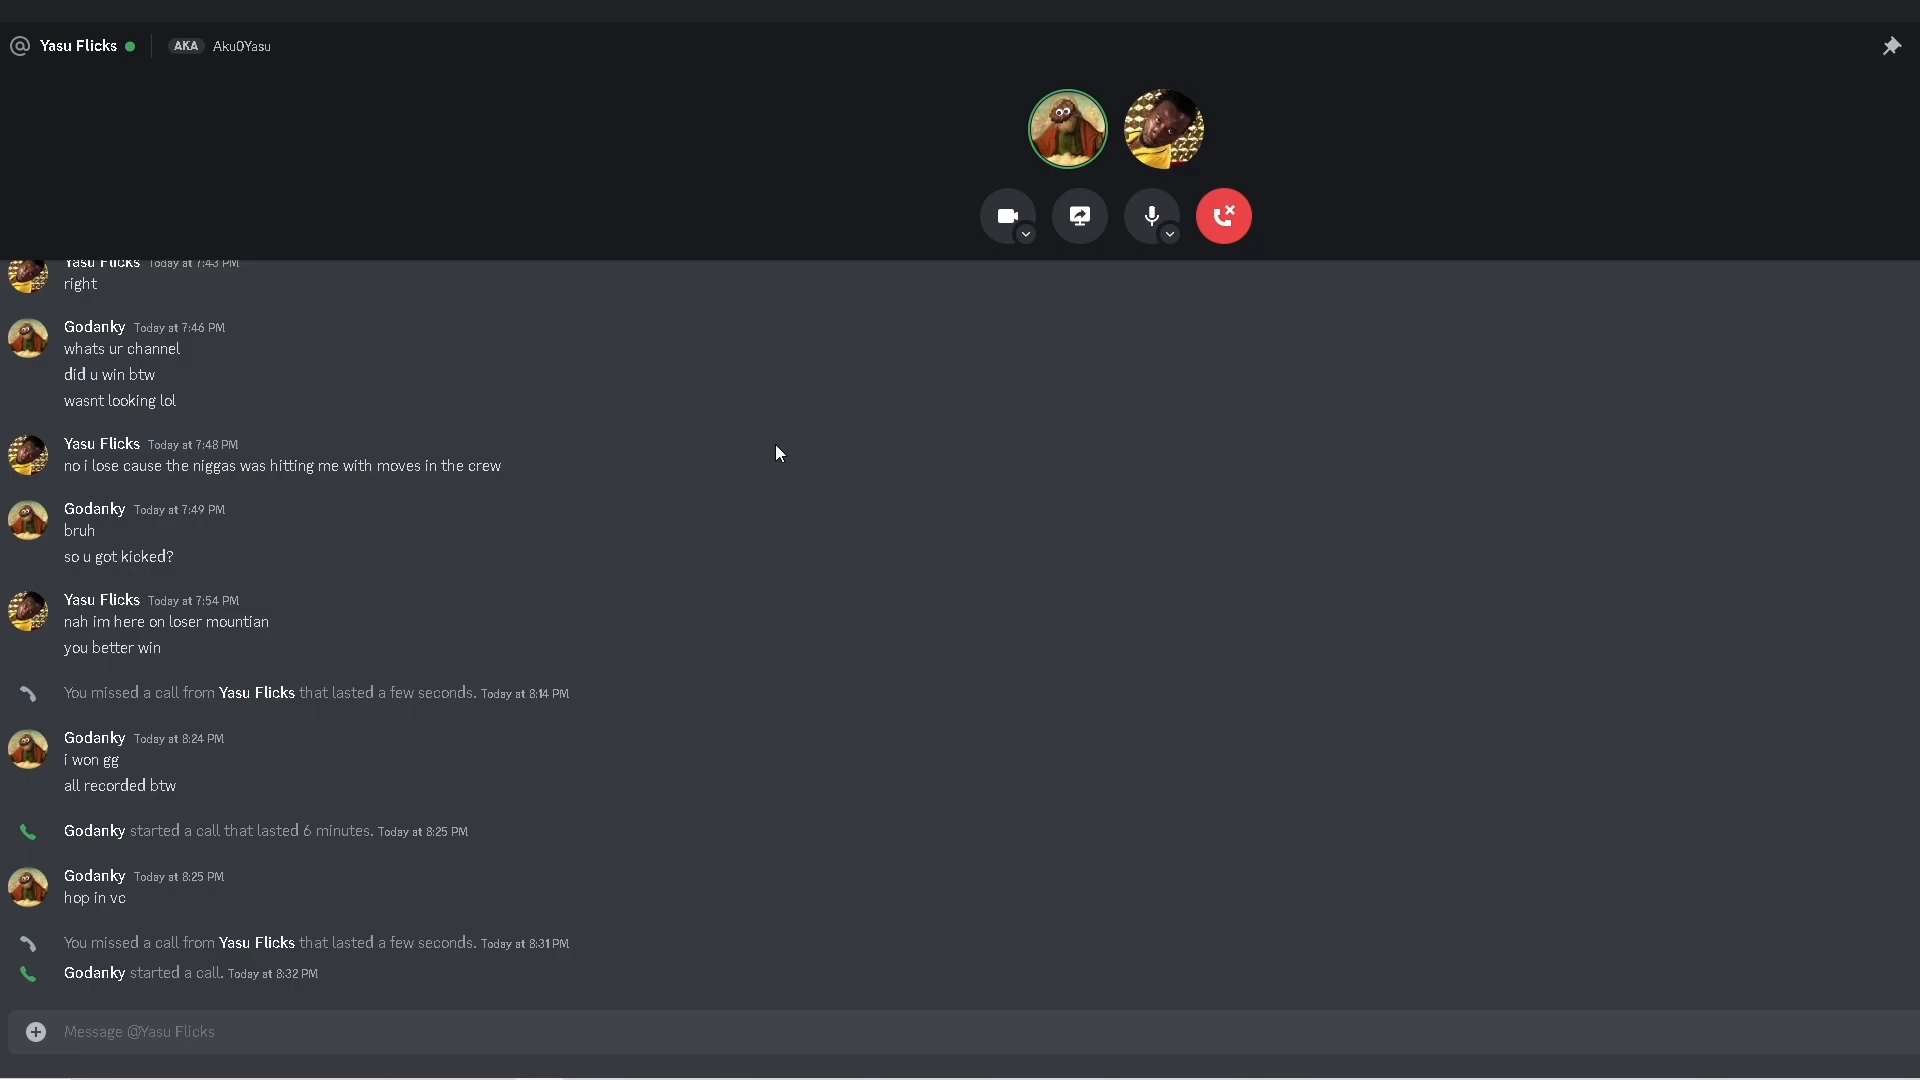 Yasu Flicks AKA Aku0Yasu
Yasu Flicks Today at 7:43 PM
right
Godanky Today at 7:46 PM
whats ur channel
did u win btw
wasnt looking lol
Yasu Flicks Today at 7:48 PM
no i lose cause the niggas was hitting me with moves in the crew
Godanky Today at 7:49 PM
bruh
so u got kicked?
Yasu Flicks Today at 7:54 PM
nah im here on loser mountian
you better win
You missed a call from Yasu Flicks that lasted a few seconds. Today at 8:14 PM
Godanky Today at 8:24 PM
i won gg
all recorded btw
Godanky started a call that lasted 6 minutes. Today at 8:25 PM
Godanky Today at 8:25 PM
hop in vc
You missed a call from Yasu Flicks that lasted a few seconds. Today at 8:31 PM
Godanky started a call. Today at 8:32 PM
Message @Yasu Flicks